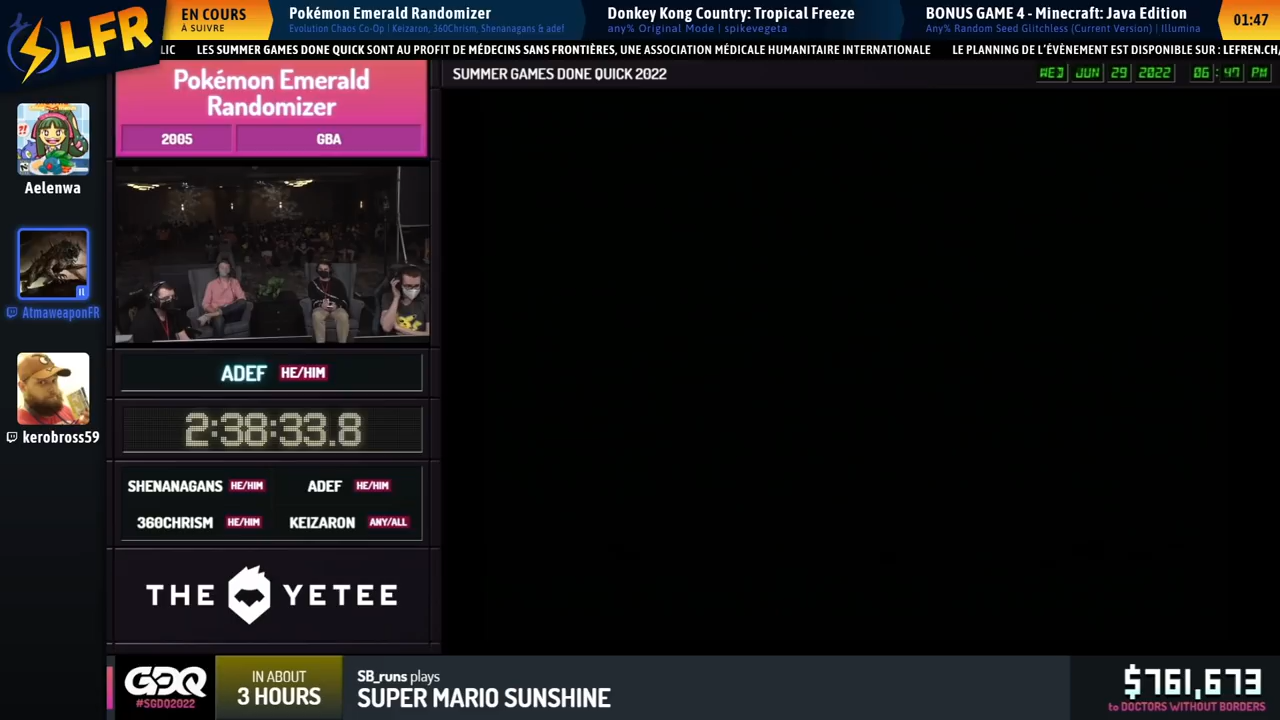 LFR
EN COURS
À SUIVRE
Pokémon Emerald Randomizer
Evolution Chaos Co-Op | Keizaron, 360Chrism, Shenanagans & adef
Donkey Kong Country: Tropical Freeze
any% Original Mode | spikevegeta
BONUS GAME 4 - Minecraft: Java Edition
Any% Random Seed Glitchless (Current Version) | Illumina
01:47
LIC LES SUMMER GAMES DONE QUICK SONT AU PROFIT DE MÉDECINS SANS FRONTIÈRES, UNE ASSOCIATION MÉDICALE HUMANITAIRE INTERNATIONALE LE PLANNING DE L'ÉVÈNEMENT EST DISPONIBLE SUR : LEFREN.CH
Pokémon Emerald
Randomizer
2005 GBA
SUMMER GAMES DONE QUICK 2022
WED JUN 29 2022 06:47 PM
Aelenwa
AtmaweaponFR
kerobross59
ADEF HE/HIM
2:38:33.8
SHENANAGANS HE/HIM ADEF HE/HIM
360CHRISM HE/HIM KEIZARON ANY/ALL
THE YETEE
GDQ
#SGDQ2022
IN ABOUT
3 HOURS
SB_runs plays
SUPER MARIO SUNSHINE
$761,673
to DOCTORS WITHOUT BORDERS